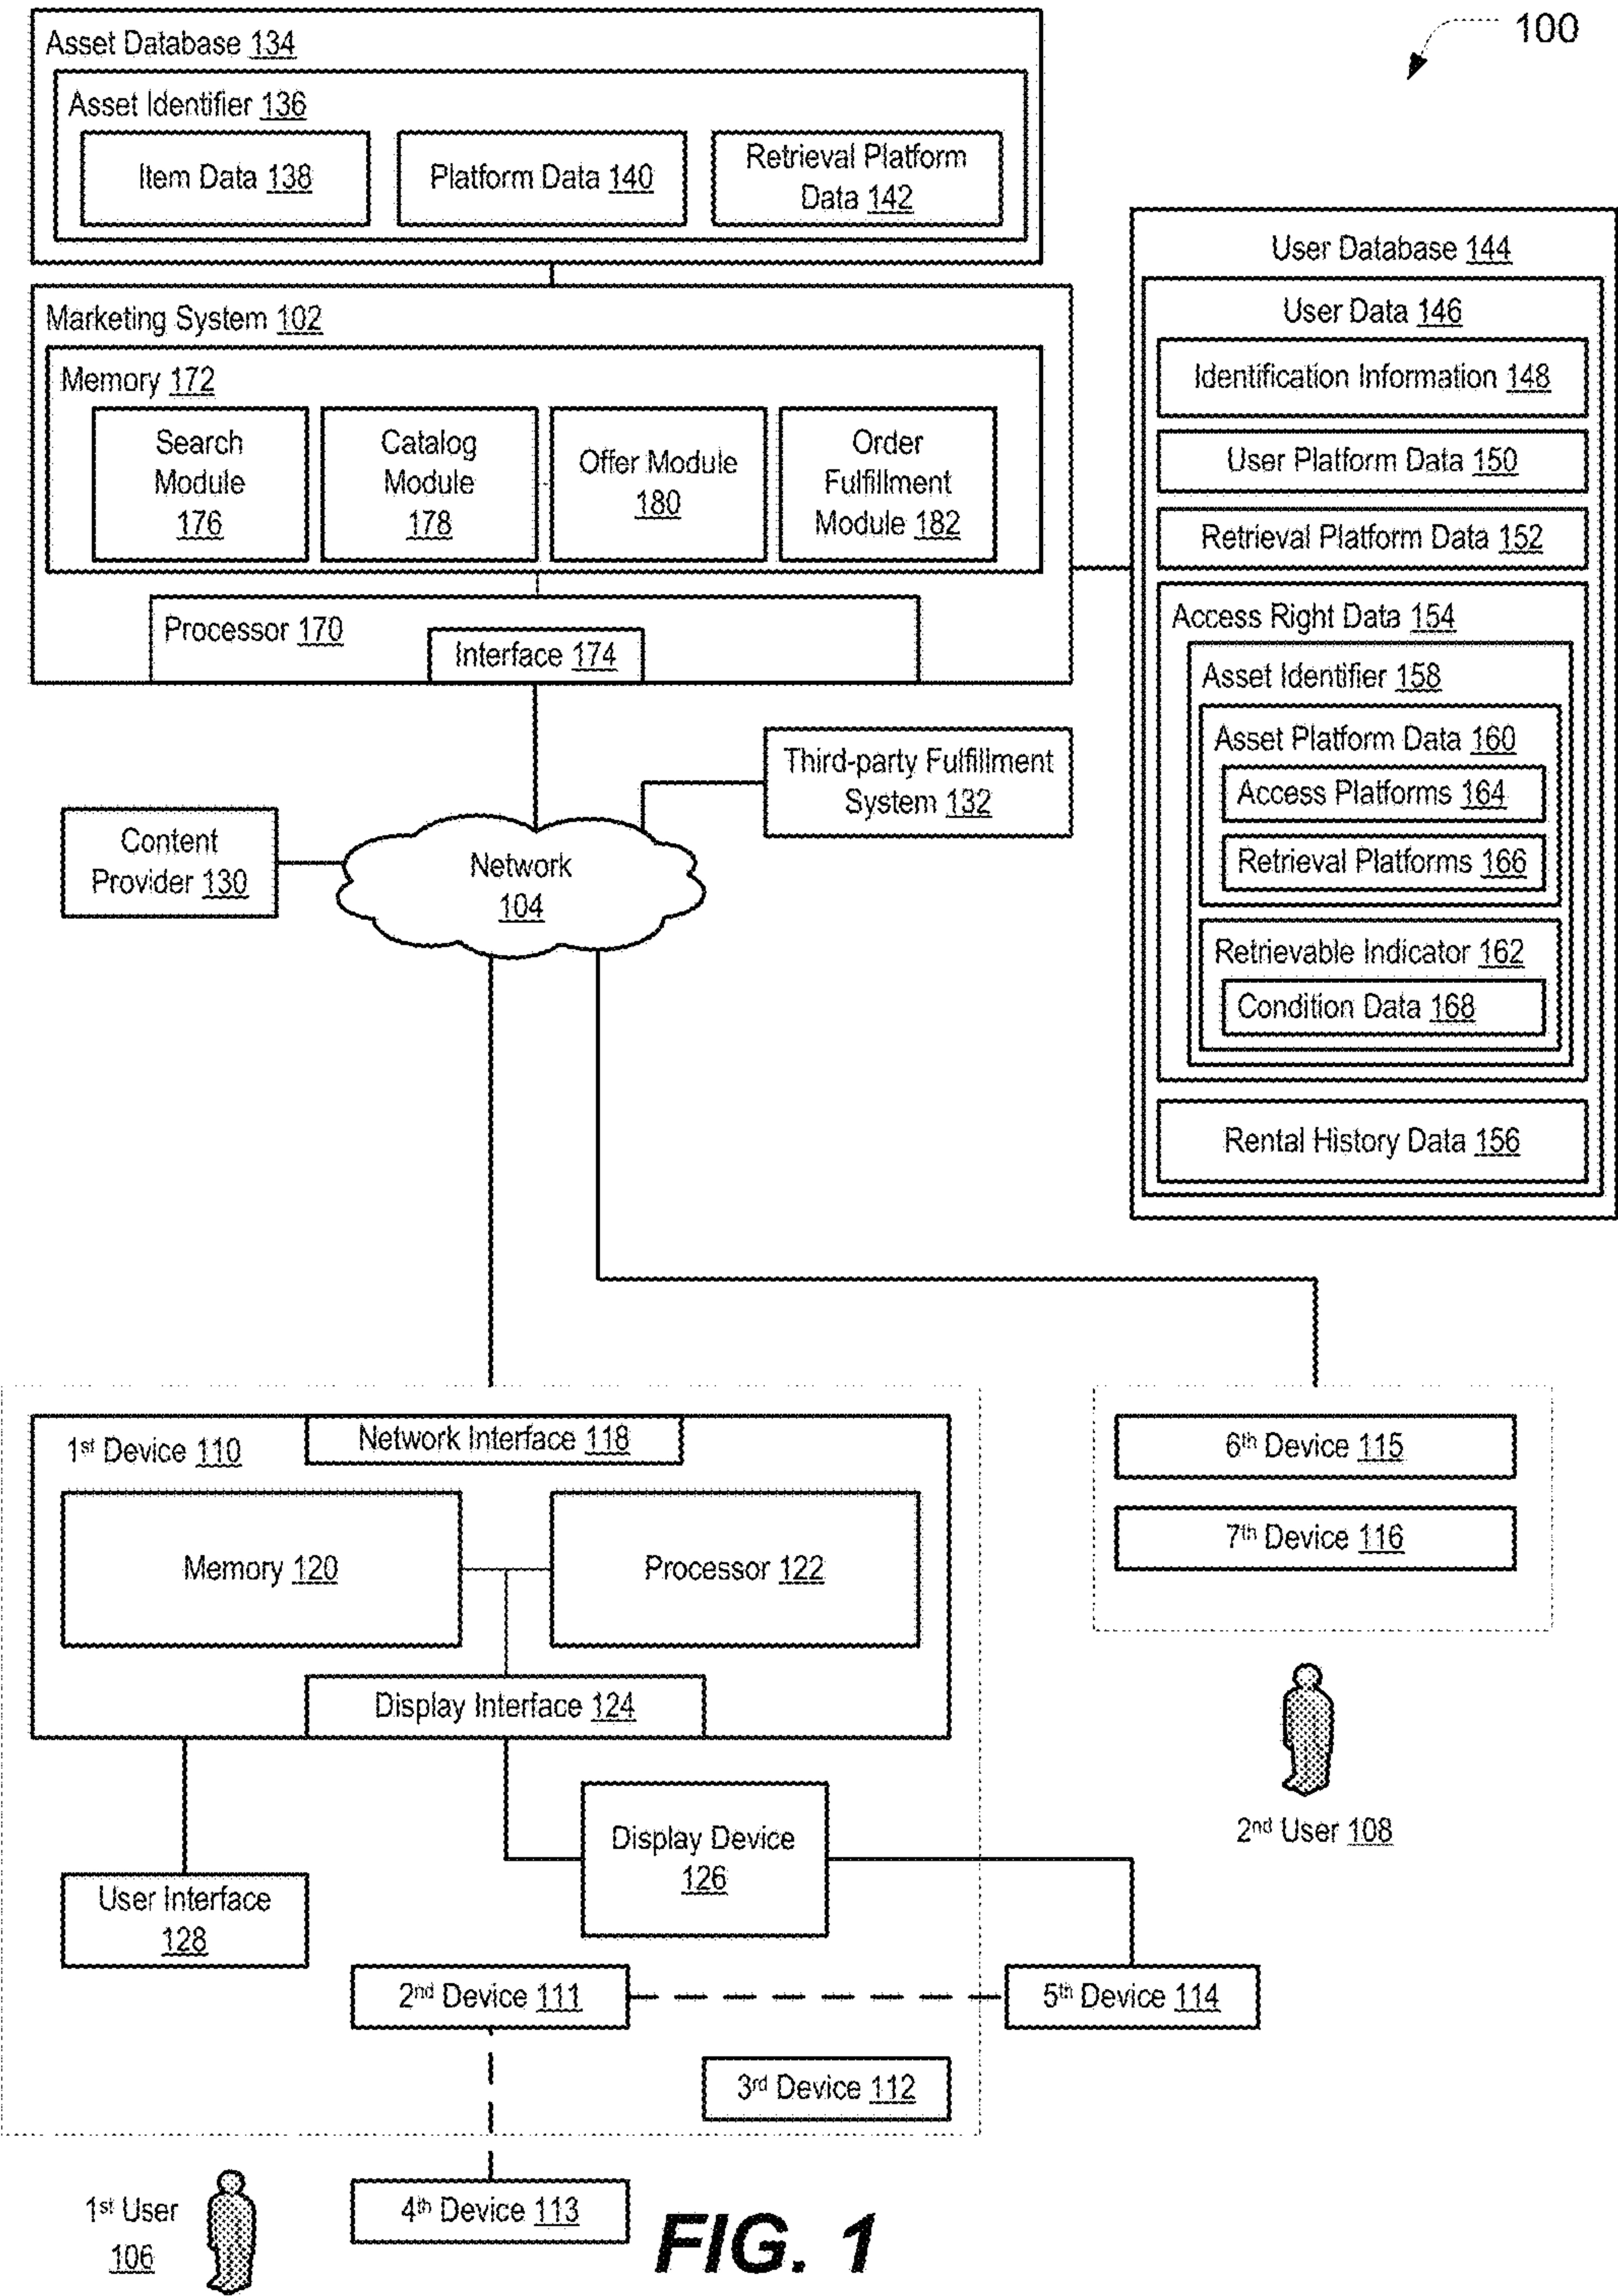 100
Asset Database 134
Asset Identifier 136
Item Data 138
Platform Data 140
Retrieval Platform
Data 142
Marketing System 102
Memory 172
Search
Module
176
Catalog
Module
178
Offer Module
180
Order
Fulfillment
Module 182
Processor 170
Interface 174
User Database 144
User Data 146
Identification Information 148
User Platform Data 150
Retrieval Platform Data 152
Access Right Data 154
Asset Identifier 158
Asset Platform Data 160
Access Platforms 164
Retrieval Platforms 166
Retrievable Indicator 162
Condition Data 168
Rental History Data 156
Third-party Fulfillment
System 132
Content
Provider 130
Network
104
1st Device 110
Network Interface 118
Memory 120
Processor 122
Display Interface 124
6th Device 115
7th Device 116
2nd User 108
Display Device
126
User Interface
128
2nd Device 111
5th Device 114
3rd Device 112
4th Device 113
1st User
106
FIG. 1